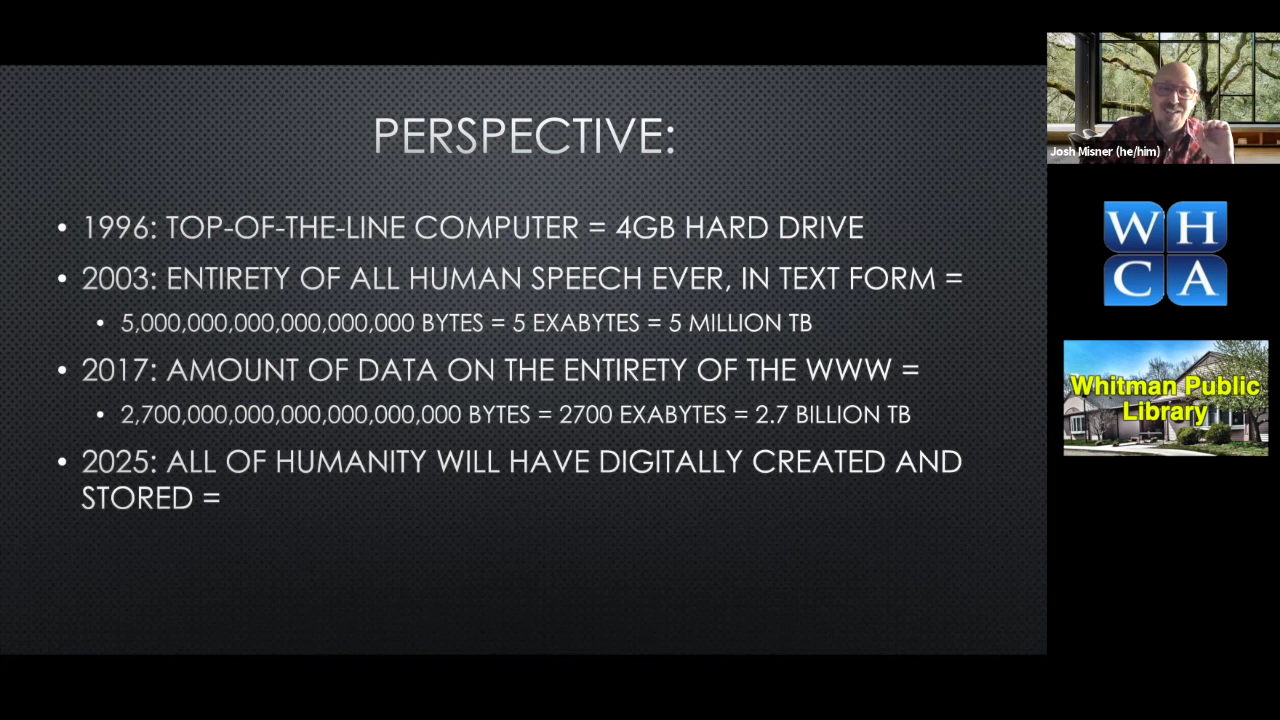 PERSPECTIVE:
• 1996: TOP-OF-THE-LINE COMPUTER = 4GB HARD DRIVE
• 2003: ENTIRETY OF ALL HUMAN SPEECH EVER, IN TEXT FORM =
• 5,000,000,000,000,000,000 BYTES = 5 EXABYTES = 5 MILLION TB
• 2017: AMOUNT OF DATA ON THE ENTIRETY OF THE WWW =
• 2,700,000,000,000,000,000,000 BYTES = 2700 EXABYTES = 2.7 BILLION TB
• 2025: ALL OF HUMANITY WILL HAVE DIGITALLY CREATED AND
STORED =
Josh Misner (he/him)
W H
C A
Whitman Public
Library